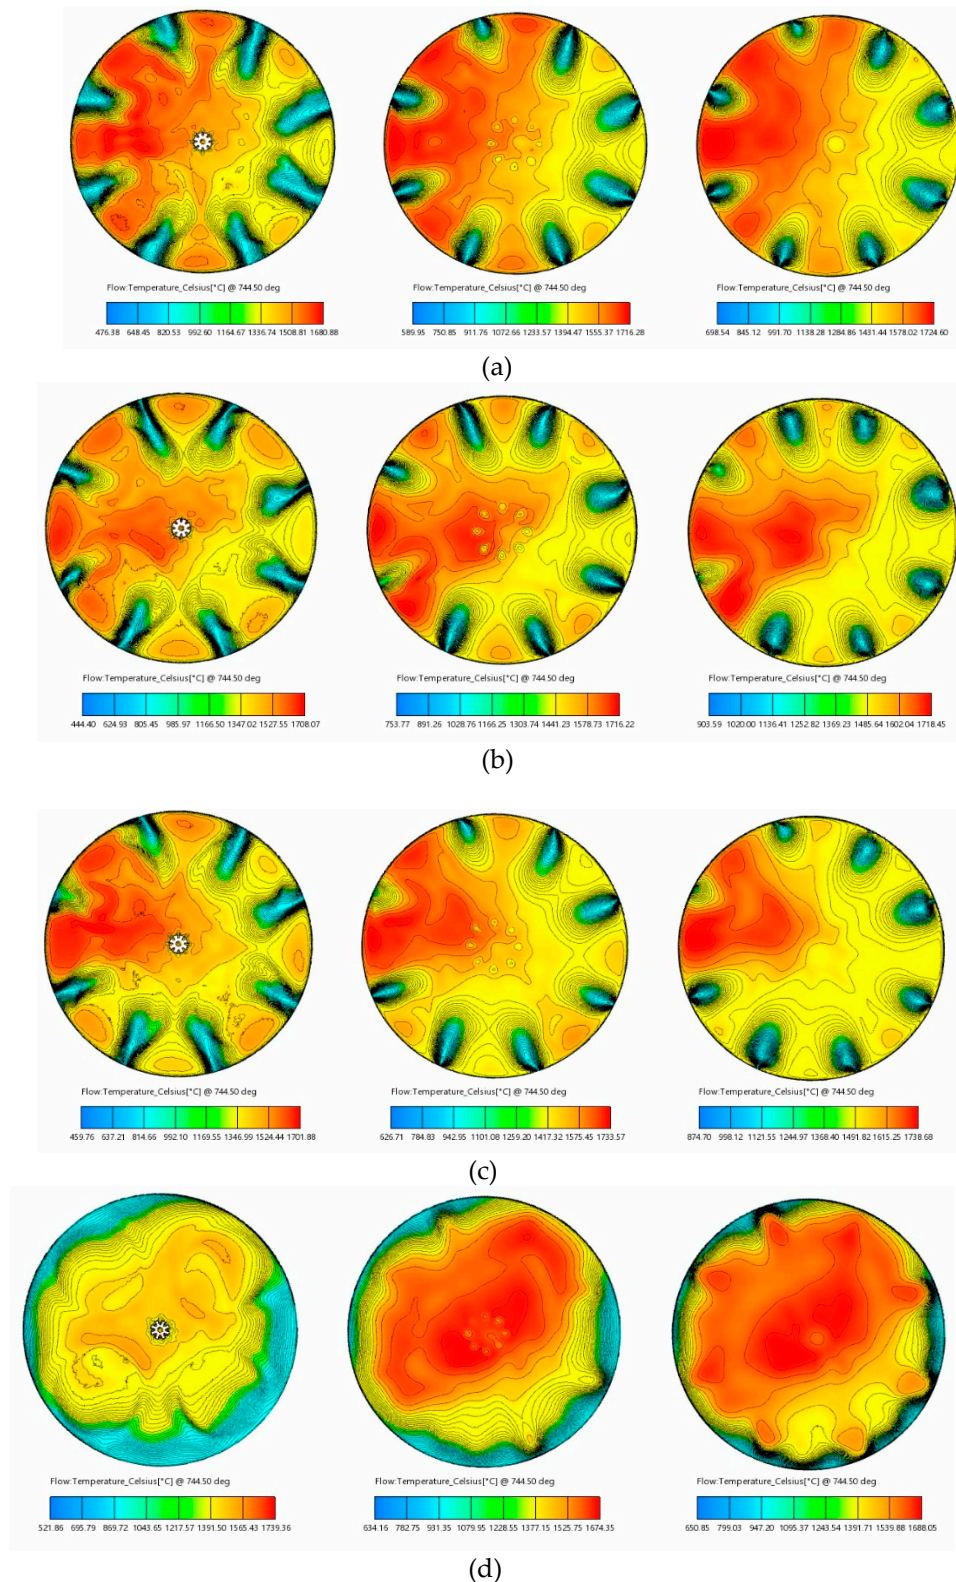 Flow:Temperature_Celsius[°C] @ 744.50 deg Flow:Temperature_Celsius[°C] @ 744.50 deg Flow:Temperature_Celsius[°C] @ 744.50 deg
476.38 648.45 820.53 992.60 1164.67 1336.74 1508.81 1680.88 589.95 750.85 911.76 1072.66 1233.57 1394.47 1555.37 1716.28 698.54 845.12 991.70 1138.28 1284.86 1431.44 1578.02 1724.60
(a)
Flow:Temperature_Celsius[°C] @ 744.50 deg Flow:Temperature_Celsius[°C] @ 744.50 deg Flow:Temperature_Celsius[°C] @ 744.50 deg
444.40 624.93 805.45 985.97 1166.50 1347.02 1527.55 1708.07 753.77 891.26 1028.76 1166.25 1303.74 1441.23 1578.73 1716.22 903.59 1020.00 1136.41 1252.82 1369.23 1485.64 1602.04 1718.45
(b)
Flow:Temperature_Celsius[°C] @ 744.50 deg Flow:Temperature_Celsius[°C] @ 744.50 deg Flow:Temperature_Celsius[°C] @ 744.50 deg
459.76 637.21 814.66 992.10 1169.55 1346.99 1524.44 1701.88 626.71 784.83 942.95 1101.08 1259.20 1417.32 1575.45 1733.57 874.70 998.12 1121.55 1244.97 1368.40 1491.82 1615.25 1738.68
(c)
Flow:Temperature_Celsius[°C] @ 744.50 deg Flow:Temperature_Celsius[°C] @ 744.50 deg Flow:Temperature_Celsius[°C] @ 744.50 deg
521.86 695.79 869.72 1043.65 1217.57 1391.50 1565.43 1739.36 634.16 782.75 931.35 1079.95 1228.55 1377.15 1525.75 1674.35 650.85 799.03 947.20 1095.37 1243.54 1391.71 1539.88 1688.05
(d)